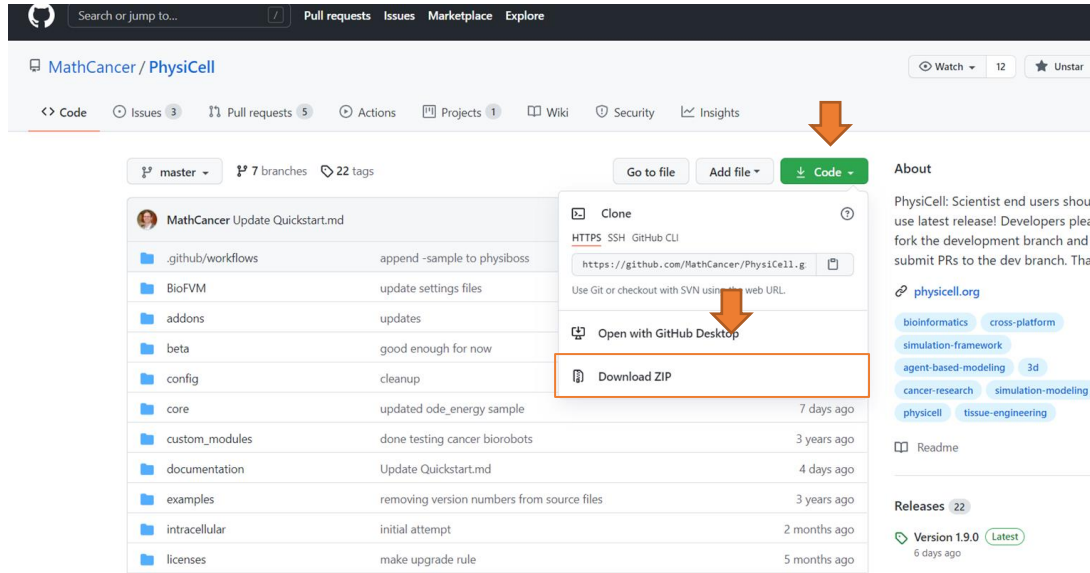 Search or jump to... / Pull requests Issues Marketplace Explore
MathCancer / PhysiCell
Watch 12 Unstar
<> Code Issues 3 Pull requests 5 Actions Projects 1 Wiki Security Insights
master 7 branches 22 tags Go to file Add file Code
About
MathCancer Update Quickstart.md
Clone
HTTPS SSH GitHub CLI
https://github.com/MathCancer/PhysiCell.g
Use Git or checkout with SVN using the web URL.
Open with GitHub Desktop
Download ZIP
.github/workflows append -sample to physiboss
BioFVM update settings files
addons updates
beta good enough for now
config cleanup
core updated ode_energy sample 7 days ago
custom_modules done testing cancer biorobots 3 years ago
documentation Update Quickstart.md 4 days ago
examples removing version numbers from source files 3 years ago
intracellular initial attempt 2 months ago
licenses make upgrade rule 5 months ago
PhysiCell: Scientist end users shou
use latest release! Developers plea
fork the development branch and
submit PRs to the dev branch. Tha
physicell.org
bioinformatics cross-platform
simulation-framework
agent-based-modeling 3d
cancer-research simulation-modeling
physicell tissue-engineering
Readme
Releases 22
Version 1.9.0 Latest
6 days ago